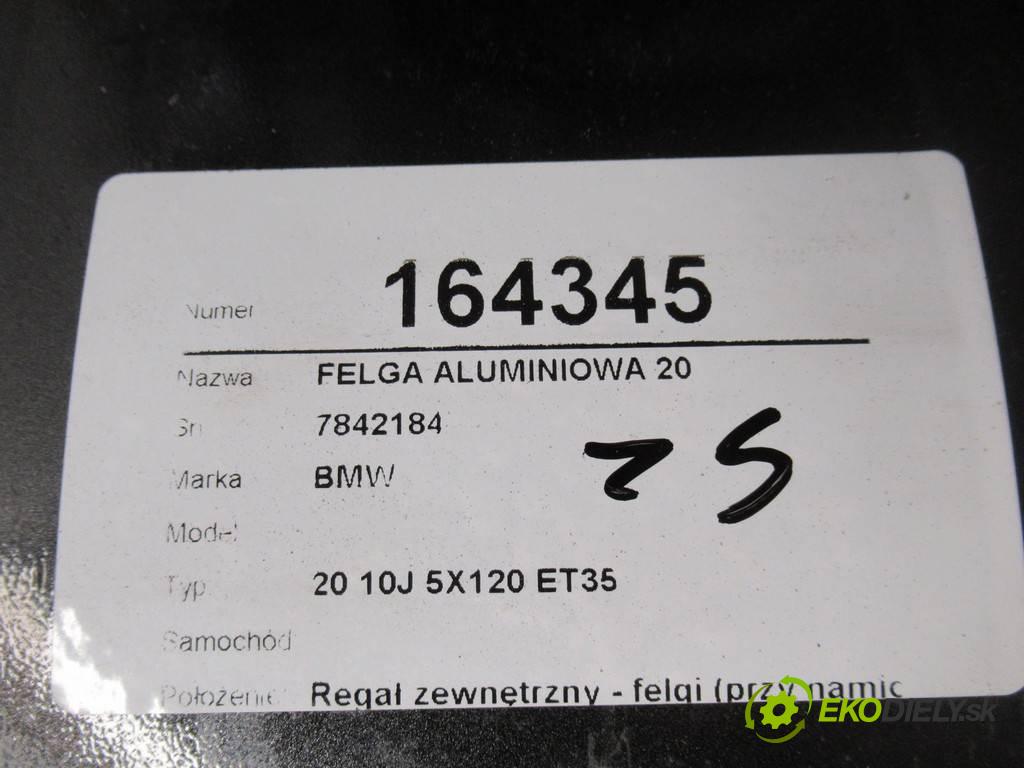 Numer 164345
Nazwa FELGA ALUMINIOWA 20
Sn 7842184
Marka BMW
Model
Typ 20 10J 5X120 ET35
Samochód
Położenie Regał zewnętrzny - felgi (przy
EKODIELY.sk